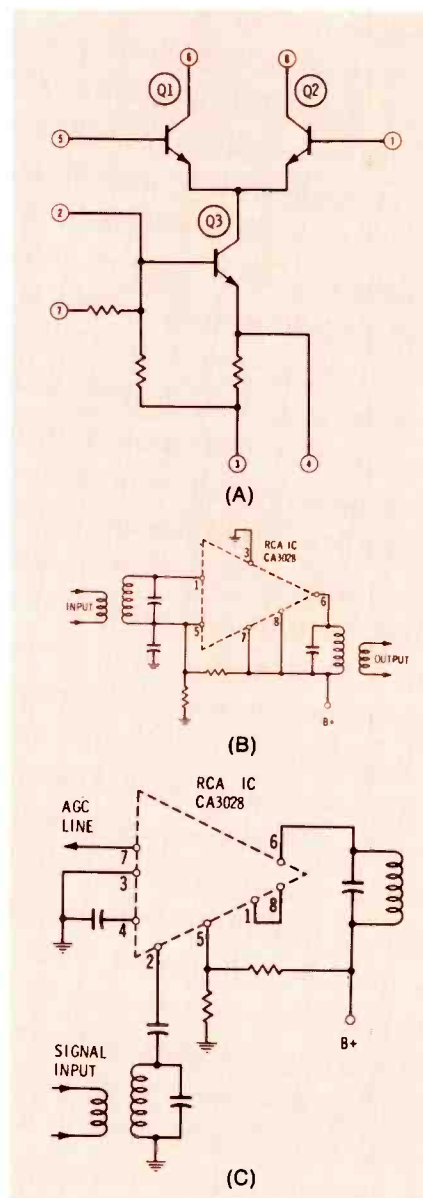 6 8
Q1 Q2
5 1
2 Q3
7
3 4
(A)
RCA IC
CA3028
3
1 6
INPUT
5 7 8
OUTPUT
B+
(B)
RCA IC
CA3028
AGC
LINE
6
7
3
1 8
4 5
2
B+
SIGNAL
INPUT
(C)